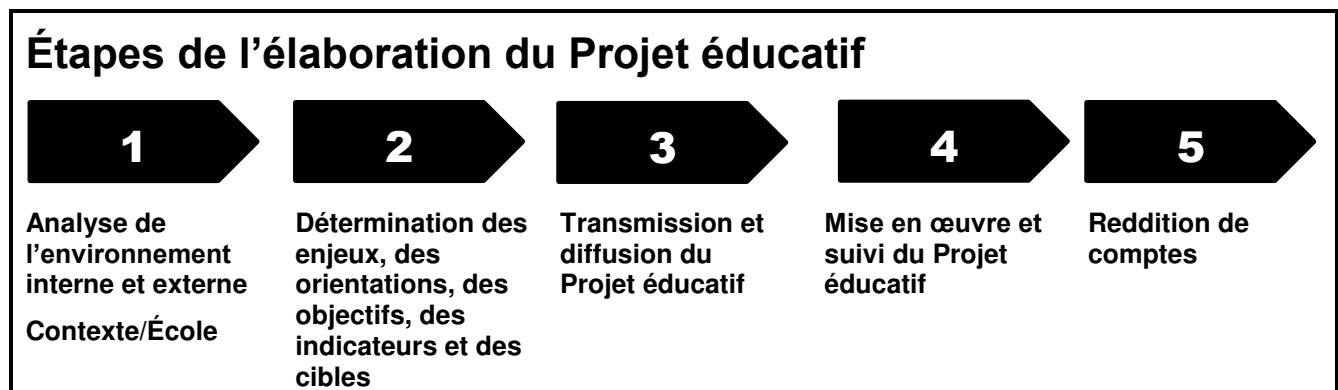 Étapes de l’élaboration du Projet éducatif
1
2
3
4
5
Analyse de
l’environnement
interne et externe
Contexte/École
Détermination des
enjeux, des
orientations, des
objectifs, des
indicateurs et des
cibles
Transmission et
diffusion du
Projet éducatif
Mise en œuvre et
suivi du Projet
éducatif
Reddition de
comptes